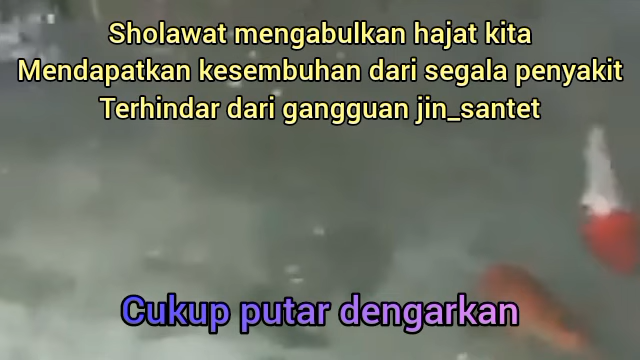 Sholawat mengabulkan hajat kita
Mendapatkan kesembuhan dari segala penyakit
Terhindar dari gangguan jin_santet
Cukup putar dengarkan